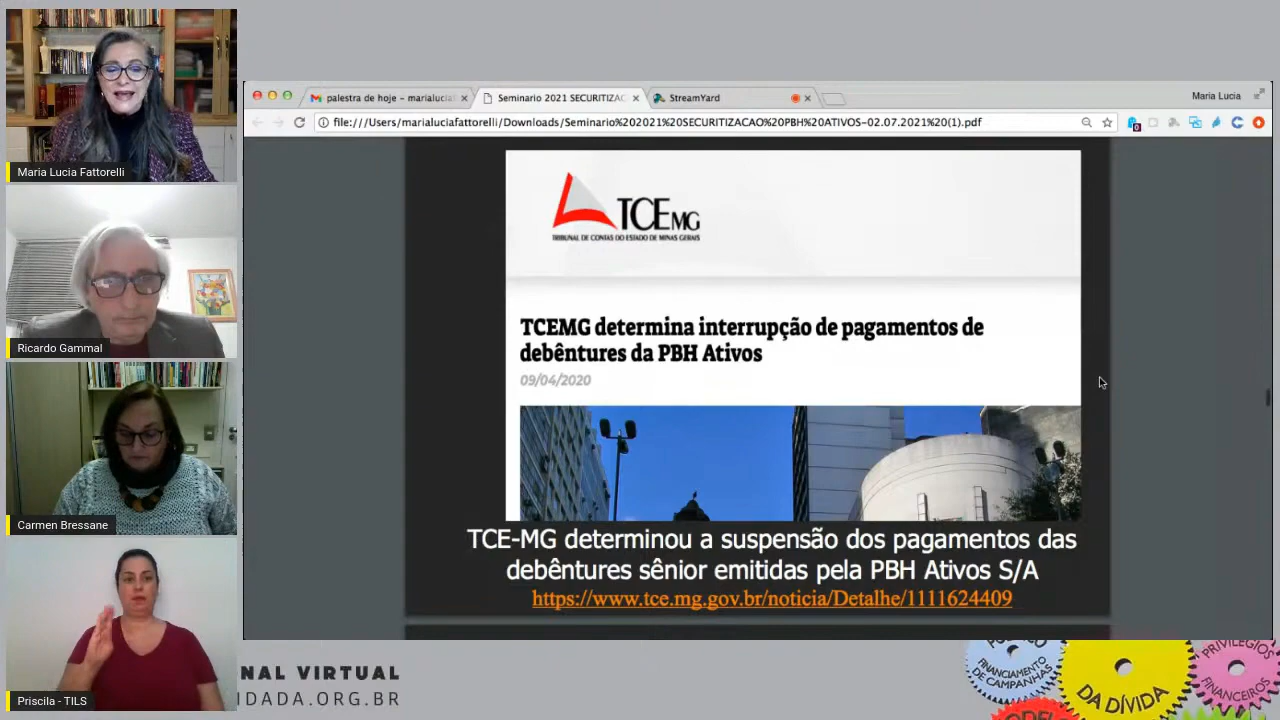 Maria Lucia Fattorelli
Ricardo Gammal
Carmen Bressane
Priscila - TILS
palestra de hoje – marialucia
Seminario 2021 SECURITIZAC
StreamYard
Maria Lucia
file:///Users/marialuciafattorelli/Downloads/Seminario%202021%20SECURITIZACAO%20PBH%20ATIVOS-02.07.2021%20(1).pdf
TCEMG
TRIBUNAL DE CONTAS DO ESTADO DE MINAS GERAIS
TCEMG determina interrupção de pagamentos de
debêntures da PBH Ativos
09/04/2020
TCE-MG determinou a suspensão dos pagamentos das
debêntures sênior emitidas pela PBH Ativos S/A
https://www.tce.mg.gov.br/noticia/Detalhe/1111624409
NAL VIRTUAL
IDADA.ORG.BR
FINANCIAMENTO
DE CAMPANHAS
DA DÍVIDA
PRIVILÉGIOS
FINANCEIROS